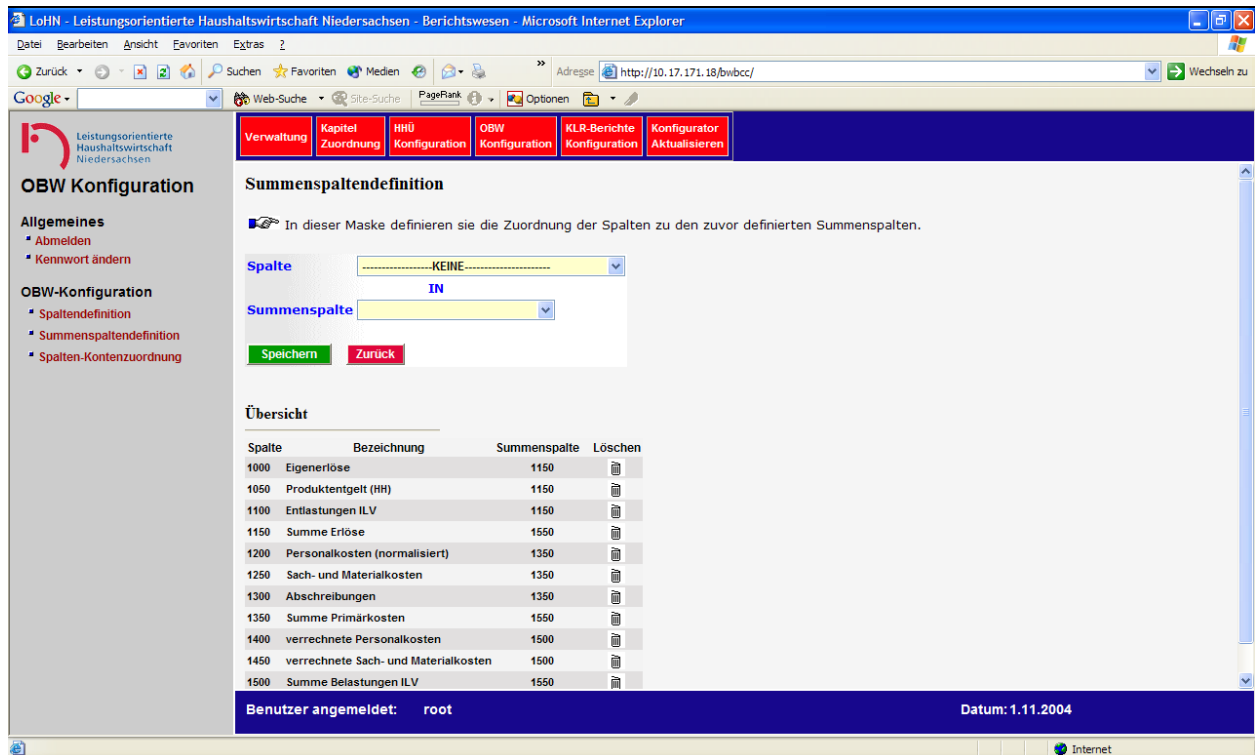 LoHN - Leistungsorientierte Haushaltswirtschaft Niedersachsen - Berichtswesen - Microsoft Internet Explorer
Datei Bearbeiten Ansicht Favoriten Extras ?
Zurück Suchen Favoriten Medien » Adresse http://10.17.171.18/bwbcc/ Wechseln zu
Google Web-Suche Site-Suche PageRank Optionen
Leistungsorientierte
Haushaltswirtschaft
Niedersachsen
Verwaltung
Kapitel Zuordnung
HHÜ Konfiguration
OBW Konfiguration
KLR-Berichte Konfiguration
Konfigurator Aktualisieren
OBW Konfiguration
Allgemeines
Abmelden
Kennwort ändern
OBW-Konfiguration
Spaltendefinition
Summenspaltendefinition
Spalten-Kontenzuordnung
Summenspaltendefinition
In dieser Maske definieren sie die Zuordnung der Spalten zu den zuvor definierten Summenspalten.
Spalte ------------------KEINE---------------------
IN
Summenspalte
Speichern Zurück
Übersicht
Spalte Bezeichnung Summenspalte Löschen
1000 Eigenerlöse 1150
1050 Produktentgelt (HH) 1150
1100 Entlastungen ILV 1150
1150 Summe Erlöse 1550
1200 Personalkosten (normalisiert) 1350
1250 Sach- und Materialkosten 1350
1300 Abschreibungen 1350
1350 Summe Primärkosten 1550
1400 verrechnete Personalkosten 1500
1450 verrechnete Sach- und Materialkosten 1500
1500 Summe Belastungen ILV 1550
Benutzer angemeldet: root Datum: 1.11.2004
Internet